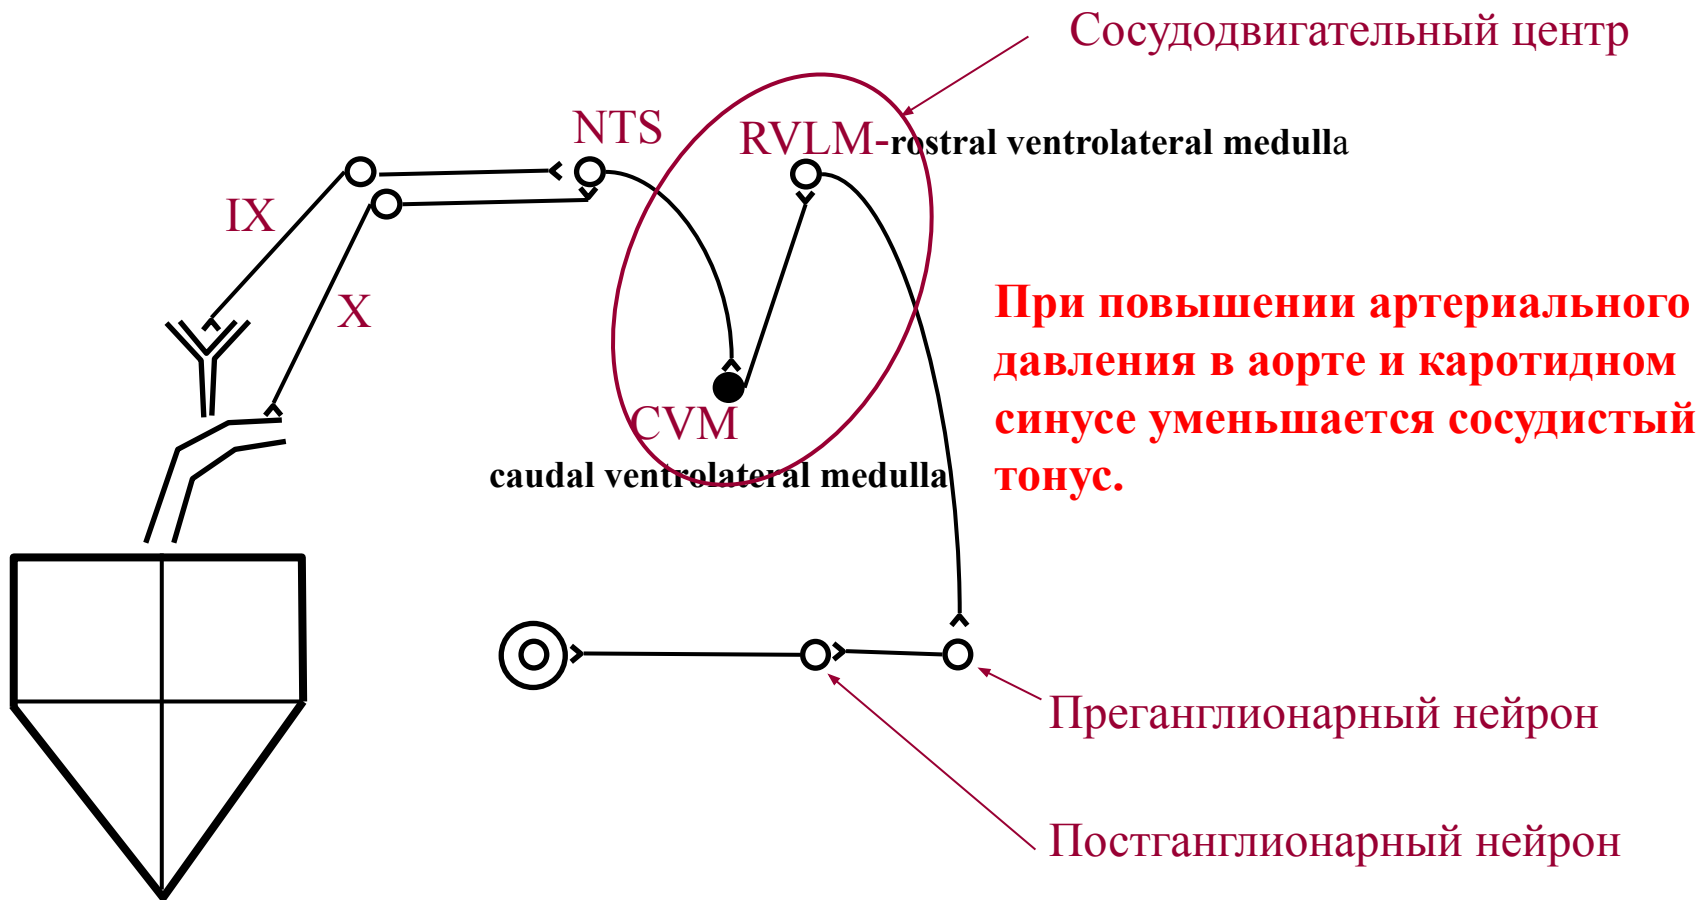 Сосудодвигательный центр
NTS
RVLM-rostral ventrolateral medulla
IX
X
При повышении артериального
давления в аорте и каротидном
синусе уменьшается сосудистый
тонус.
CVM
caudal ventrolateral medulla
Преганглионарный нейрон
Постганглионарный нейрон